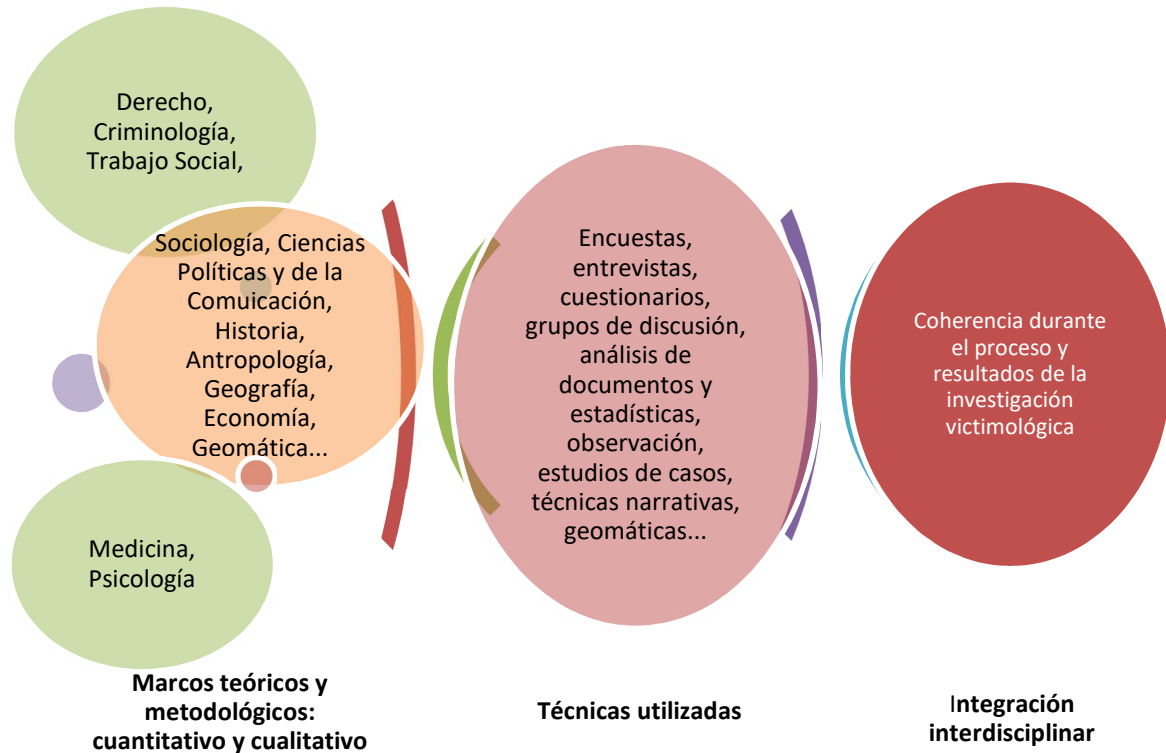 Derecho,
Criminología,
Trabajo Social,
Sociología, Ciencias
Políticas y de la
Comuicación,
Historia,
Antropología,
Geografía,
Economía,
Geomática...
Medicina,
Psicología
Marcos teóricos y
metodológicos:
cuantitativo y cualitativo
Encuestas,
entrevistas,
cuestionarios,
grupos de discusión,
análisis de
documentos y
estadísticas,
observación,
estudios de casos,
técnicas narrativas,
geomáticas...
Técnicas utilizadas
Coherencia durante
el proceso y
resultados de la
investigación
victimológica
Integración
interdisciplinar